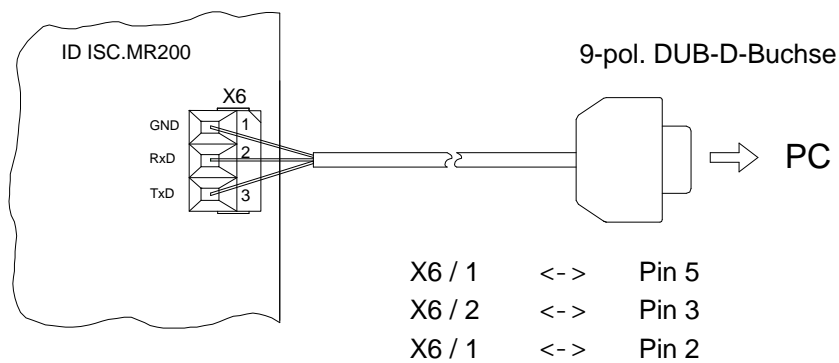 ID ISC.MR200
9-pol. DUB-D-Buchse
X6
GND 1
RxD 2
TxD 3
PC
X6 / 1 <-> Pin 5
X6 / 2 <-> Pin 3
X6 / 1 <-> Pin 2